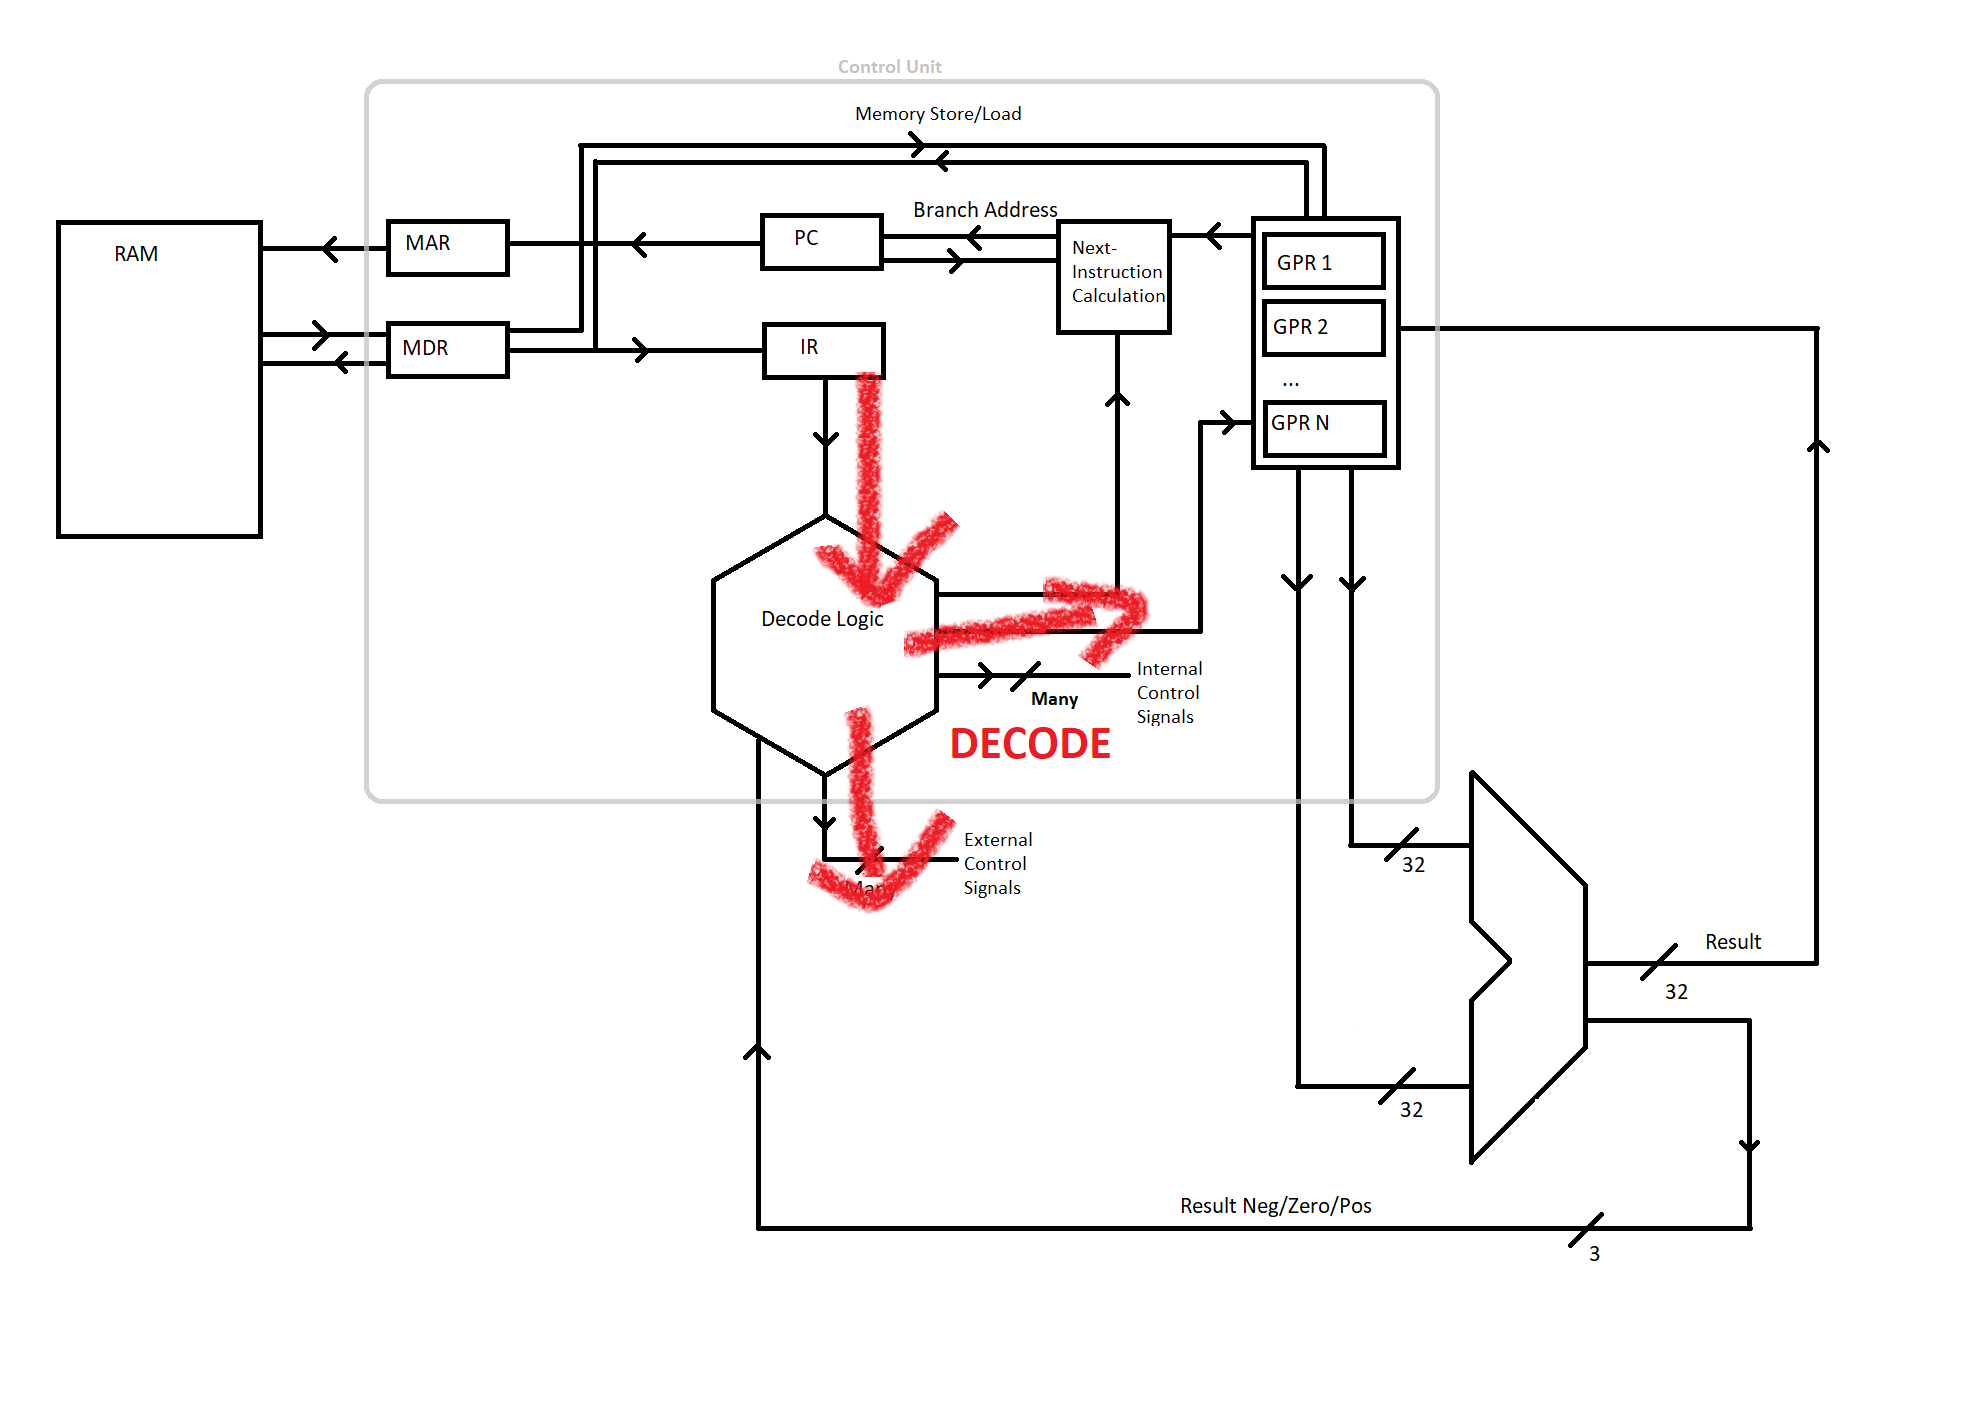 Control Unit
Memory Store/Load
Branch Address
RAM
MAR
PC
Next-
Instruction
Calculation
GPR 1
GPR 2
...
GPR N
MDR
IR
Decode Logic
Internal
Control
Signals
Many
DECODE
External
Control
Signals
Many
32
Result
32
32
Result Neg/Zero/Pos
3